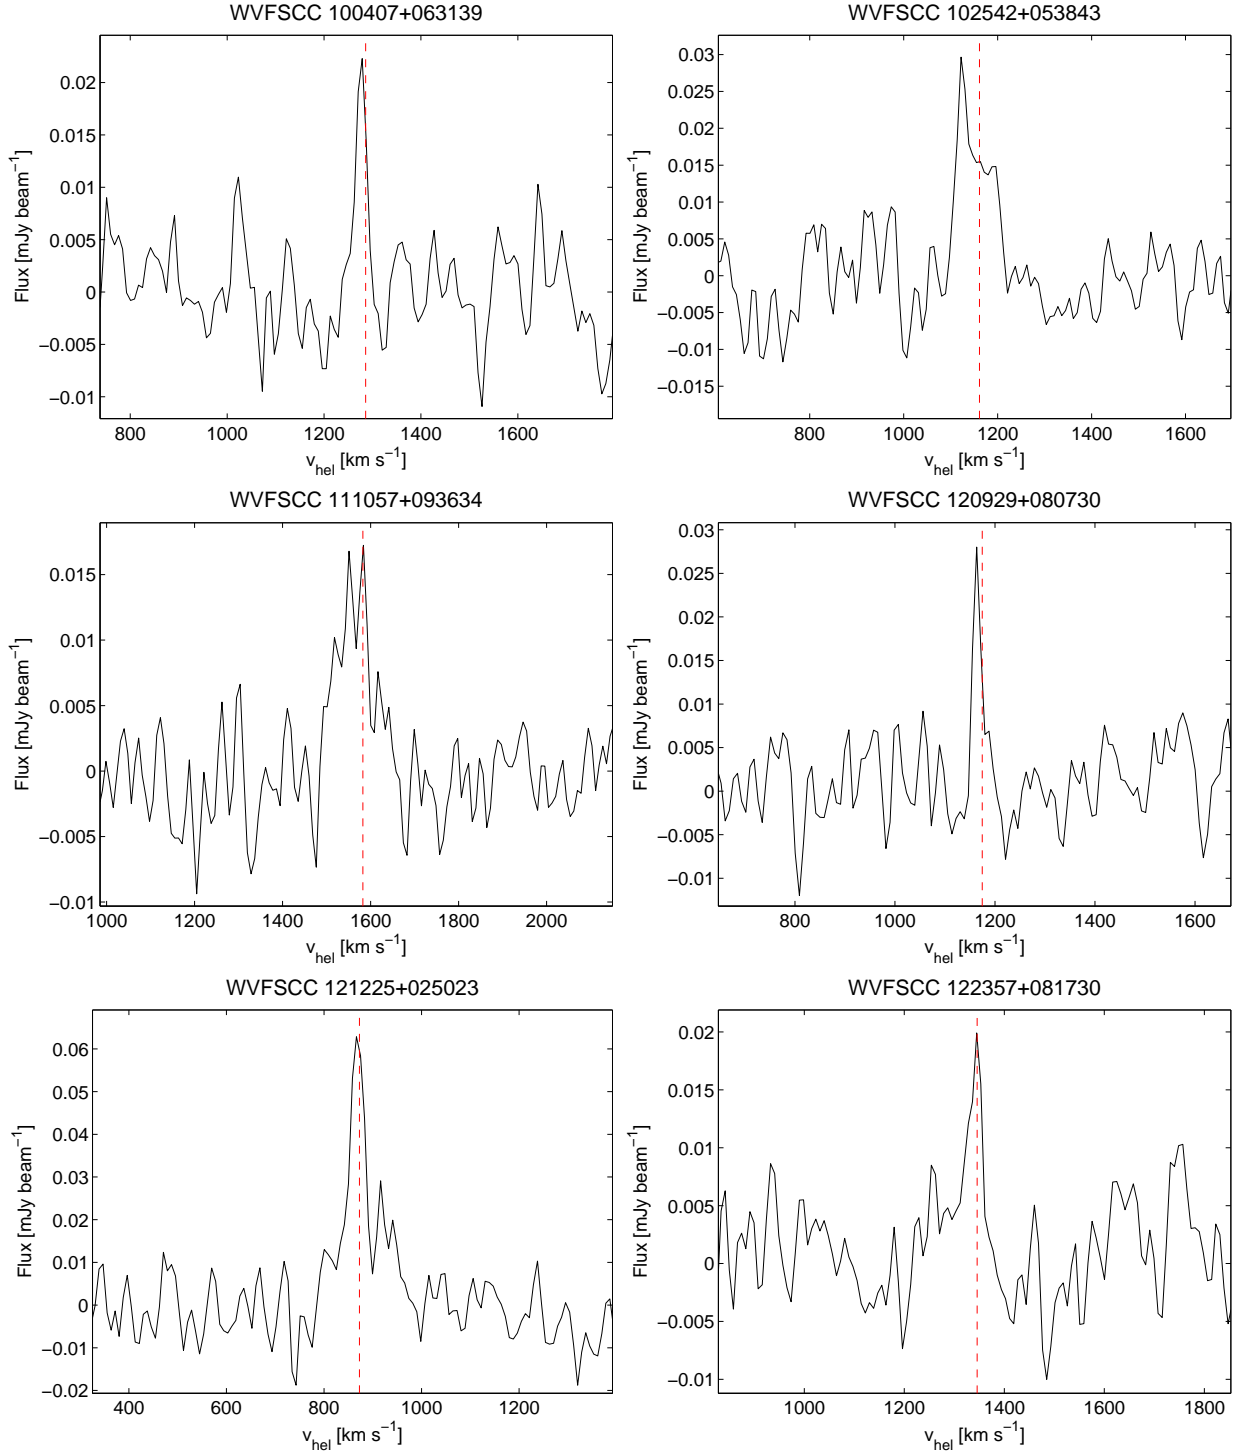 WVFSCC 100407+063139
0.02
0.015
0.01
0.005
0
−0.005
−0.01
Flux [mJy beam⁻¹]
800 1000 1200 1400 1600
v_hel [km s⁻¹]
WVFSCC 102542+053843
0.03
0.025
0.02
0.015
0.01
0.005
0
−0.005
−0.01
−0.015
Flux [mJy beam⁻¹]
800 1000 1200 1400 1600
v_hel [km s⁻¹]
WVFSCC 111057+093634
0.015
0.01
0.005
0
−0.005
−0.01
Flux [mJy beam⁻¹]
1000 1200 1400 1600 1800 2000
v_hel [km s⁻¹]
WVFSCC 120929+080730
0.03
0.025
0.02
0.015
0.01
0.005
0
−0.005
−0.01
Flux [mJy beam⁻¹]
800 1000 1200 1400 1600
v_hel [km s⁻¹]
WVFSCC 121225+025023
0.06
0.05
0.04
0.03
0.02
0.01
0
−0.01
−0.02
Flux [mJy beam⁻¹]
400 600 800 1000 1200
v_hel [km s⁻¹]
WVFSCC 122357+081730
0.02
0.015
0.01
0.005
0
−0.005
−0.01
Flux [mJy beam⁻¹]
1000 1200 1400 1600 1800
v_hel [km s⁻¹]